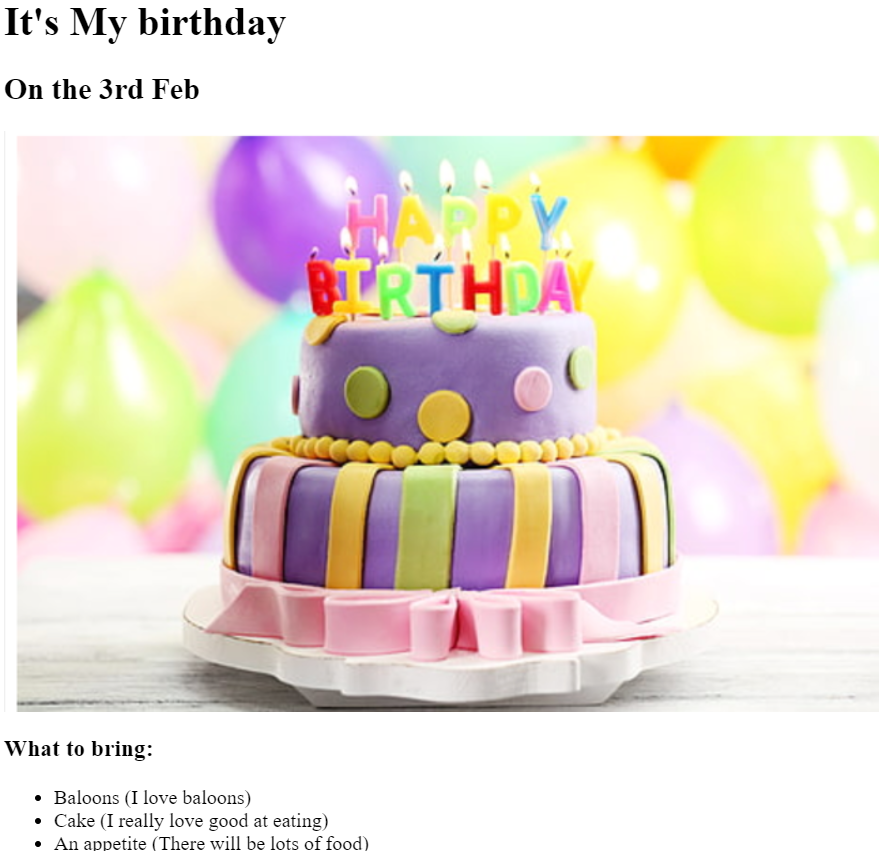 It's My birthday
On the 3rd Feb
HAPPY
BIRTHDAY
What to bring:
Baloons (I love baloons)
Cake (I really love good at eating)
An appetite (There will be lots of food)